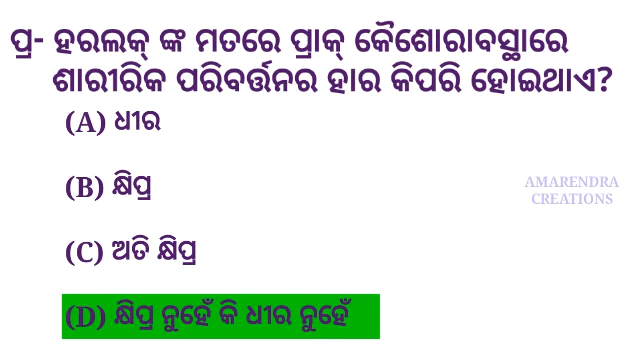 ପ୍ର- ହରଲକ୍ ଙ୍କ ମତରେ ପ୍ରାକ୍ କୈଶୋରାବସ୍ଥାରେ
ଶାରୀରିକ ପରିବର୍ତ୍ତନର ହାର କିପରି ହୋଇଥାଏ?
(A) ଧୀର
(B) କ୍ଷିପ୍ର
AMARENDRA
CREATIONS
(C) ଅତି କ୍ଷିପ୍ର
(D) କ୍ଷିପ୍ର ନୁହେଁ କି ଧୀର ନୁହେଁ